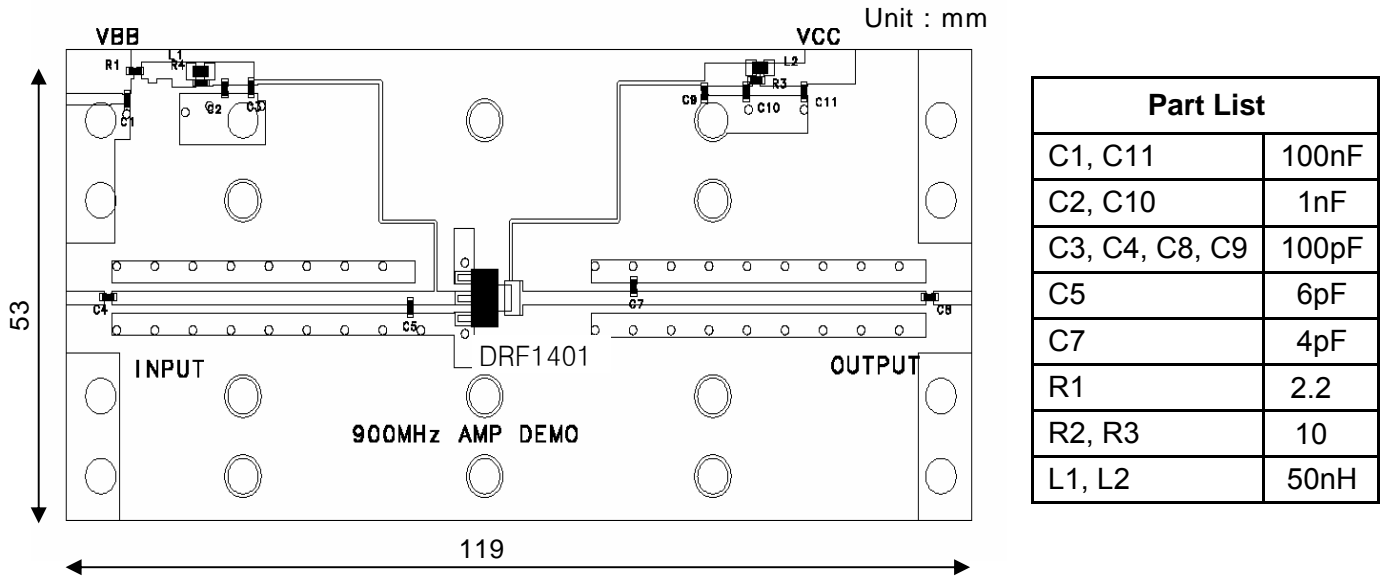 Unit : mm
VBB
VCC
R1
L1
R4
L2
R3
C1
C2
C3
C9
C10
C11
C4
C5
C7
C8
DRF1401
INPUT
OUTPUT
900MHz AMP DEMO
53
119
Part List
C1, C11 100nF
C2, C10 1nF
C3, C4, C8, C9 100pF
C5 6pF
C7 4pF
R1 2.2
R2, R3 10
L1, L2 50nH